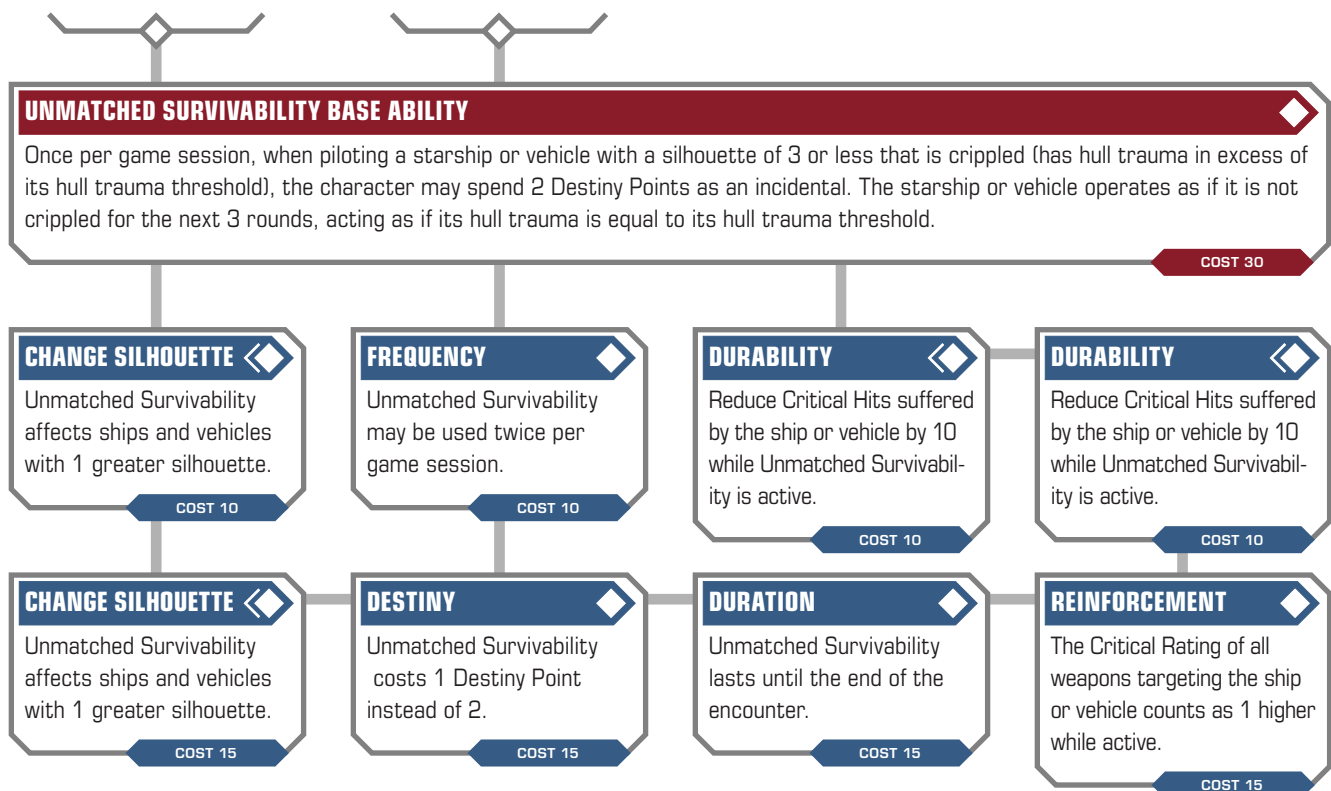 UNMATCHED SURVIVABILITY BASE ABILITY
Once per game session, when piloting a starship or vehicle with a silhouette of 3 or less that is crippled (has hull trauma in excess of
its hull trauma threshold), the character may spend 2 Destiny Points as an incidental. The starship or vehicle operates as if it is not
crippled for the next 3 rounds, acting as if its hull trauma is equal to its hull trauma threshold.
COST 30
CHANGE SILHOUETTE
Unmatched Survivability
affects ships and vehicles
with 1 greater silhouette.
COST 10
FREQUENCY
Unmatched Survivability
may be used twice per
game session.
COST 10
DURABILITY
Reduce Critical Hits suffered
by the ship or vehicle by 10
while Unmatched Survivabil-
ity is active.
COST 10
DURABILITY
Reduce Critical Hits suffered
by the ship or vehicle by 10
while Unmatched Survivabil-
ity is active.
COST 10
CHANGE SILHOUETTE
Unmatched Survivability
affects ships and vehicles
with 1 greater silhouette.
COST 15
DESTINY
Unmatched Survivability
costs 1 Destiny Point
instead of 2.
COST 15
DURATION
Unmatched Survivability
lasts until the end of the
encounter.
COST 15
REINFORCEMENT
The Critical Rating of all
weapons targeting the ship
or vehicle counts as 1 higher
while active.
COST 15